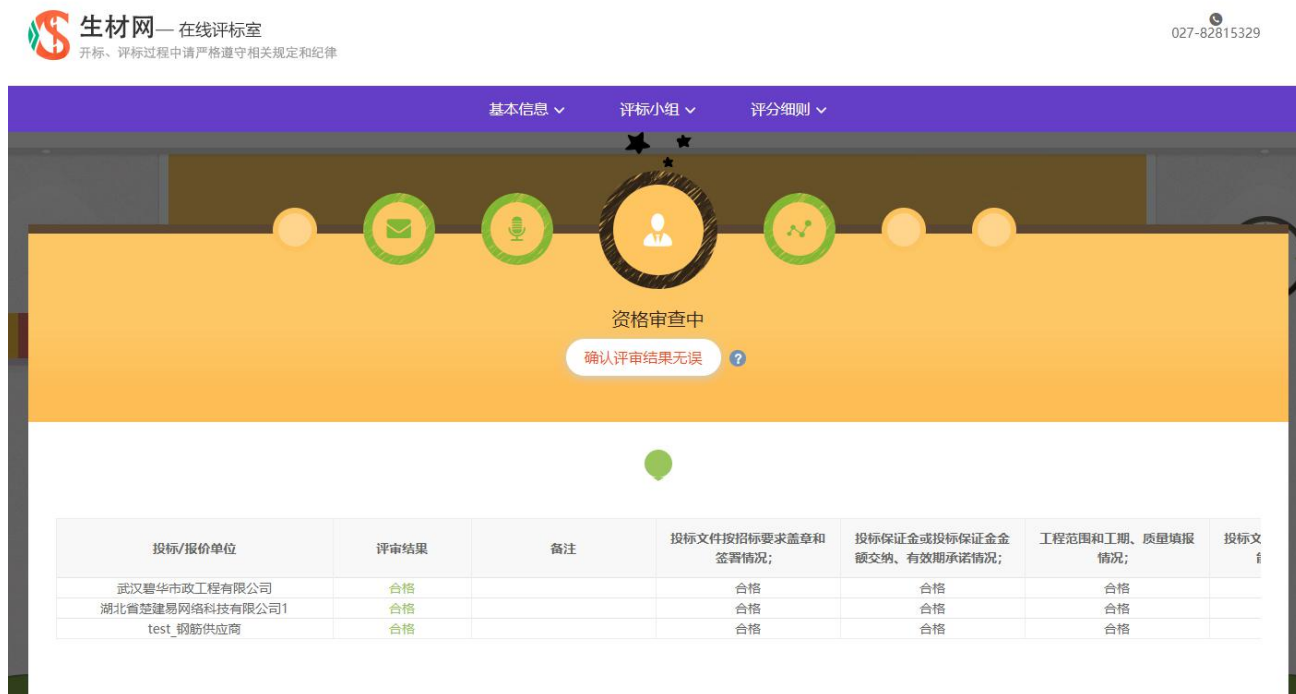 生材网— 在线评标室
开标、评标过程中请严格遵守相关规定和纪律
027-82815329
基本信息 评标小组 评分细则
资格审查中
确认评审结果无误 ?
投标/报价单位 评审结果 备注 投标文件按招标要求盖章和 投标保证金或投标保证金金 工程范围和工期、质量填报 投标文
签署情况; 额交纳、有效期承诺情况; 情况;
武汉碧华市政工程有限公司 合格 合格 合格 合格
湖北省楚建易网络科技有限公司1 合格 合格 合格 合格
test_钢筋供应商 合格 合格 合格 合格